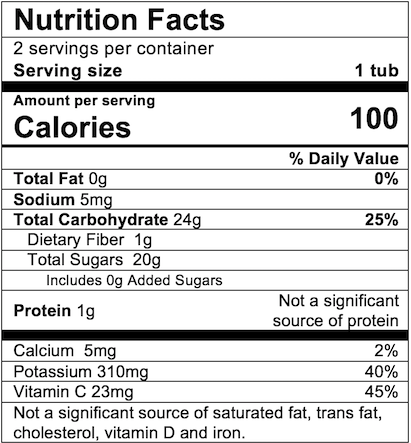 Nutrition Facts
2 servings per container
Serving size 1 tub
Amount per serving
Calories 100
% Daily Value
Total Fat 0g 0%
Sodium 5mg
Total Carbohydrate 24g 25%
Dietary Fiber 1g
Total Sugars 20g
Includes 0g Added Sugars
Protein 1g Not a significant
source of protein
Calcium 5mg 2%
Potassium 310mg 40%
Vitamin C 23mg 45%
Not a significant source of saturated fat, trans fat,
cholesterol, vitamin D and iron.